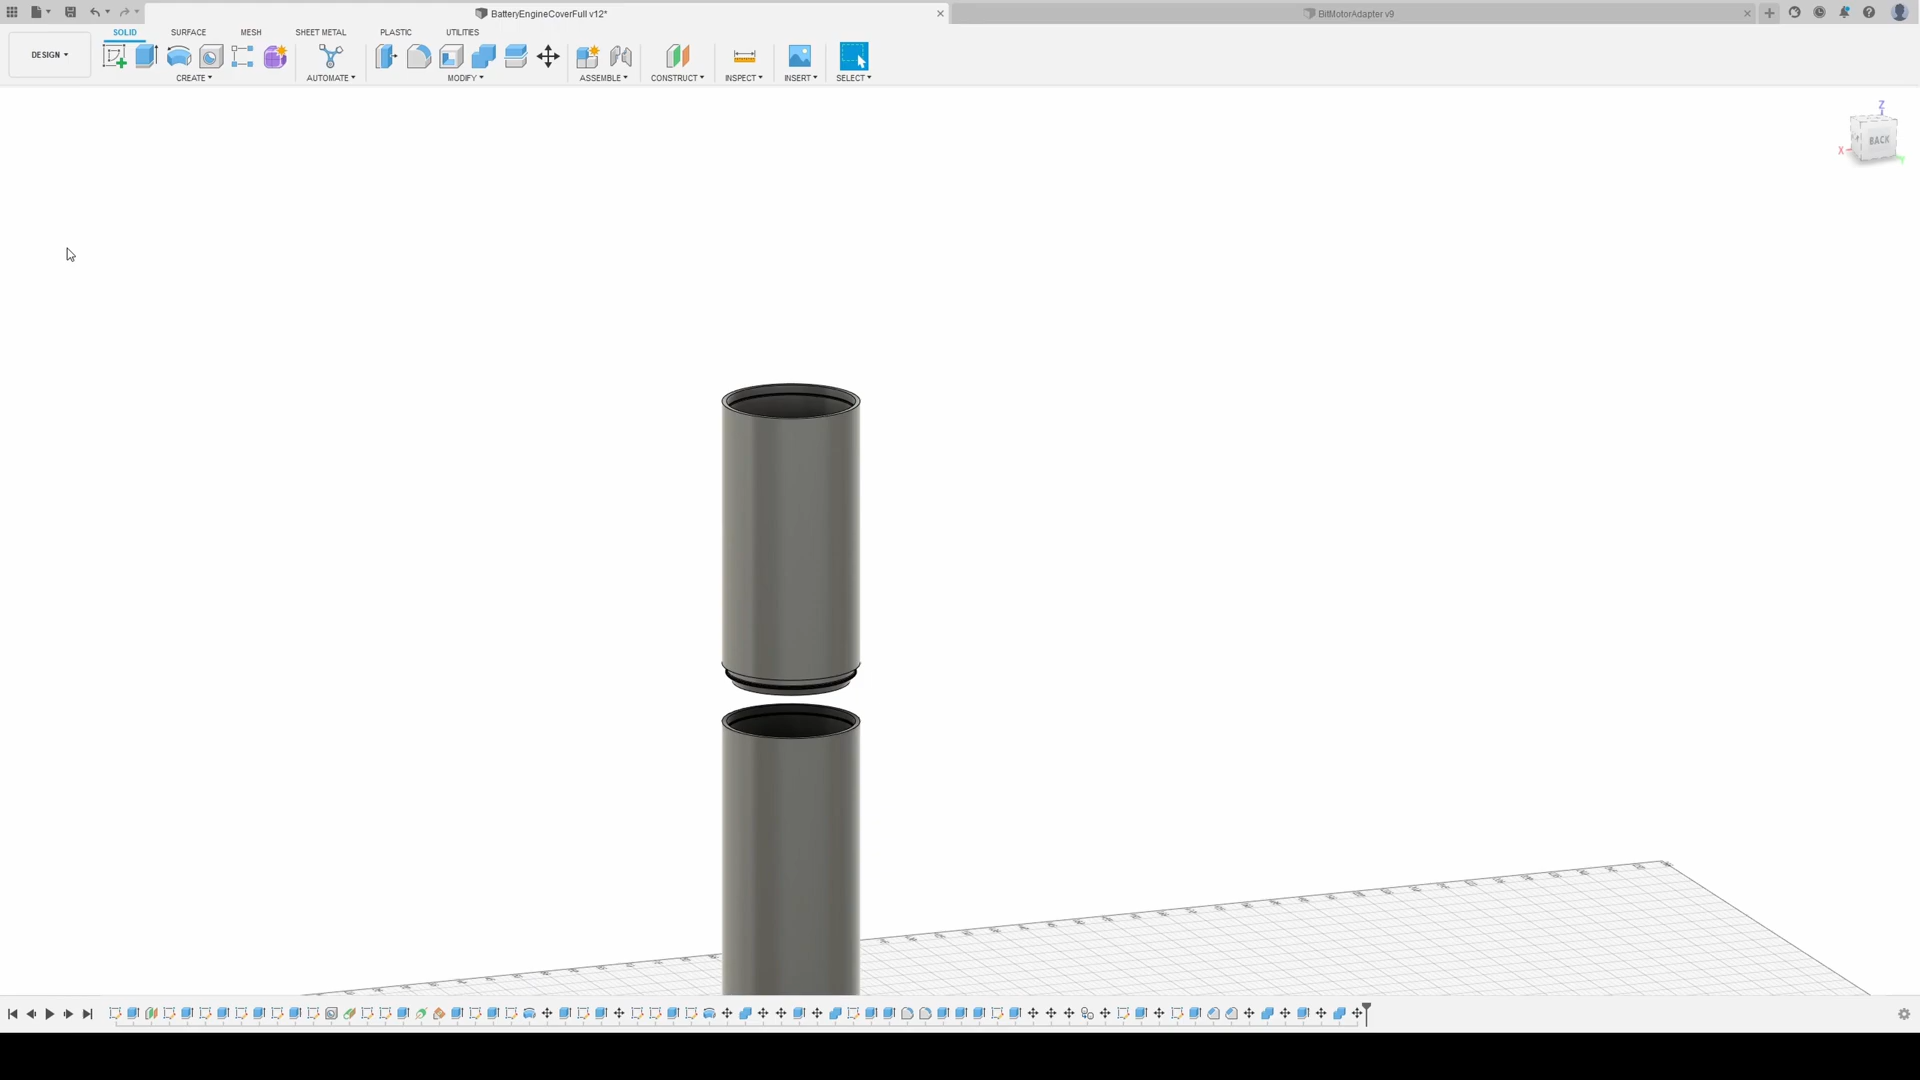 BatteryEngineCoverFull v12*
BitMotorAdapter v9
SOLID SURFACE MESH SHEET METAL PLASTIC UTILITIES
DESIGN
CREATE AUTOMATE MODIFY ASSEMBLE CONSTRUCT INSPECT INSERT SELECT
Z
BACK
X